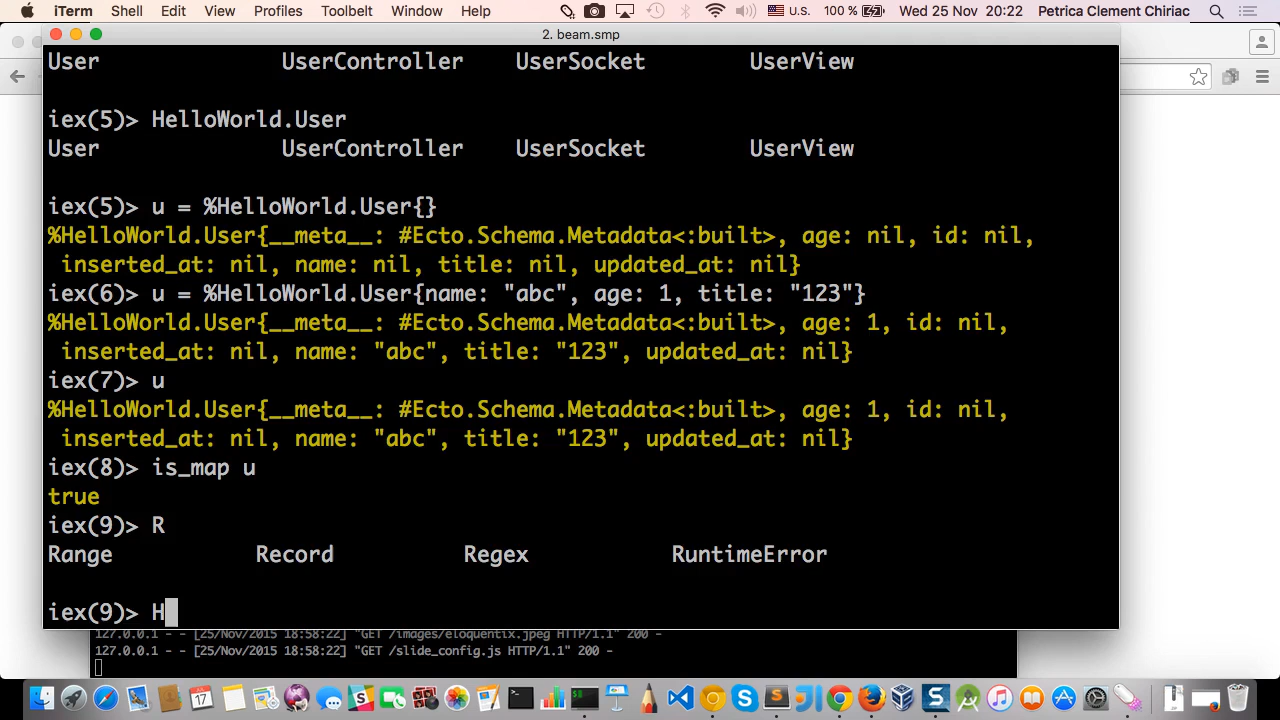 iTerm Shell Edit View Profiles Toolbelt Window Help U.S. 100 % Wed 25 Nov 20:22 Petrica Clement Chiriac
2. beam.smp
User UserController UserSocket UserView
iex(5)> HelloWorld.User
User UserController UserSocket UserView
iex(5)> u = %HelloWorld.User{}
%HelloWorld.User{__meta__: #Ecto.Schema.Metadata<:built>, age: nil, id: nil,
inserted_at: nil, name: nil, title: nil, updated_at: nil}
iex(6)> u = %HelloWorld.User{name: "abc", age: 1, title: "123"}
%HelloWorld.User{__meta__: #Ecto.Schema.Metadata<:built>, age: 1, id: nil,
inserted_at: nil, name: "abc", title: "123", updated_at: nil}
iex(7)> u
%HelloWorld.User{__meta__: #Ecto.Schema.Metadata<:built>, age: 1, id: nil,
inserted_at: nil, name: "abc", title: "123", updated_at: nil}
iex(8)> is_map u
true
iex(9)> R
Range Record Regex RuntimeError
iex(9)> H
127.0.0.1 - - [25/Nov/2015 18:58:22] "GET /images/eloquentix.jpeg HTTP/1.1" 200 -
127.0.0.1 - - [25/Nov/2015 18:58:22] "GET /slide_config.js HTTP/1.1" 200 -
17